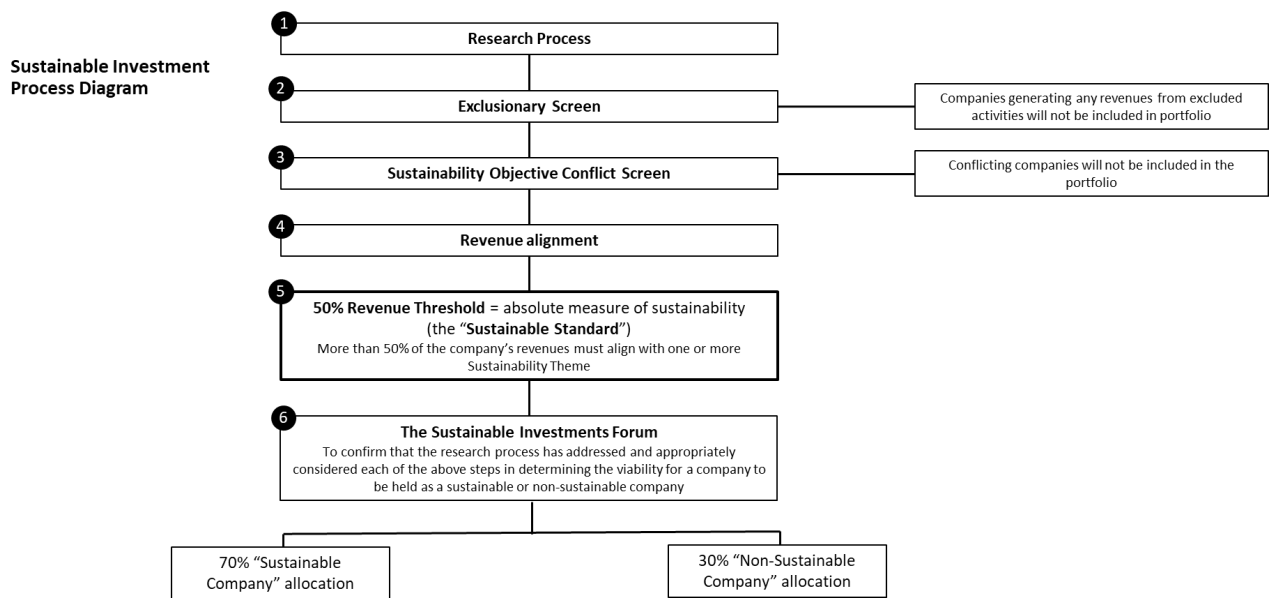 Sustainable Investment
Process Diagram
1
Research Process
2
Exclusionary Screen
Companies generating any revenues from excluded
activities will not be included in portfolio
3
Sustainability Objective Conflict Screen
Conflicting companies will not be included in the
portfolio
4
Revenue alignment
5
50% Revenue Threshold = absolute measure of sustainability
(the “Sustainable Standard”)
More than 50% of the company’s revenues must align with one or more
Sustainability Theme
6
The Sustainable Investments Forum
To confirm that the research process has addressed and appropriately
considered each of the above steps in determining the viability for a company to
be held as a sustainable or non-sustainable company
70% “Sustainable
Company” allocation
30% “Non-Sustainable
Company” allocation